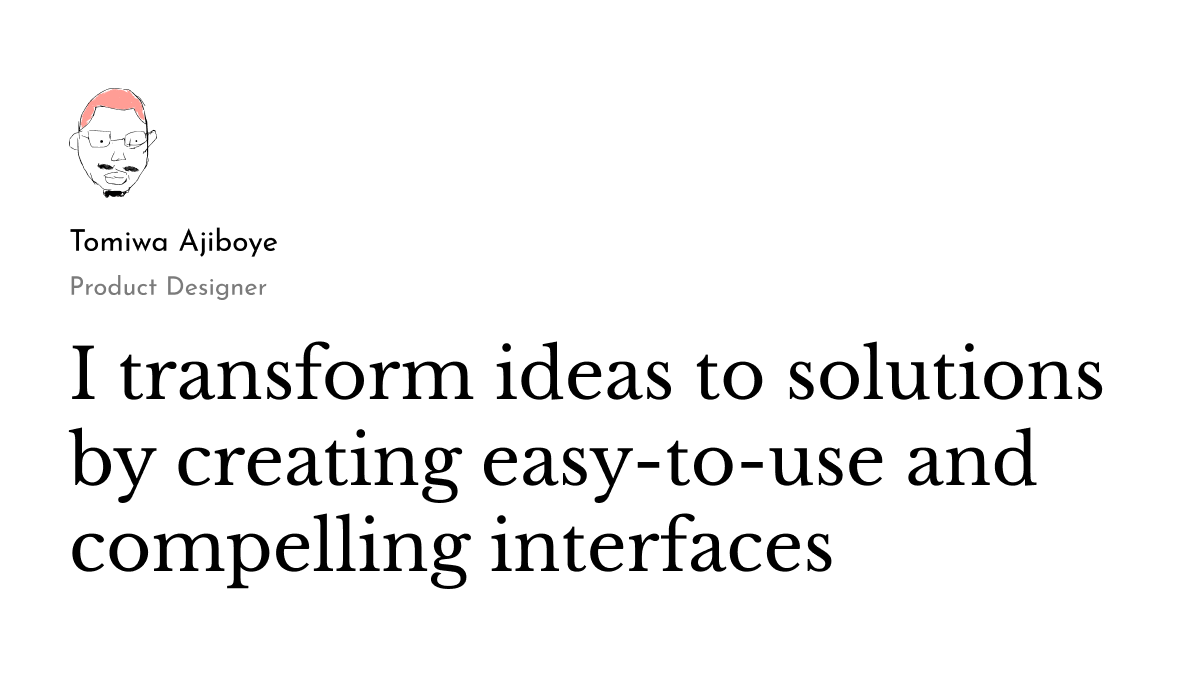 Tomiwa Ajiboye
Product Designer
I transform ideas to solutions
by creating easy-to-use and
compelling interfaces